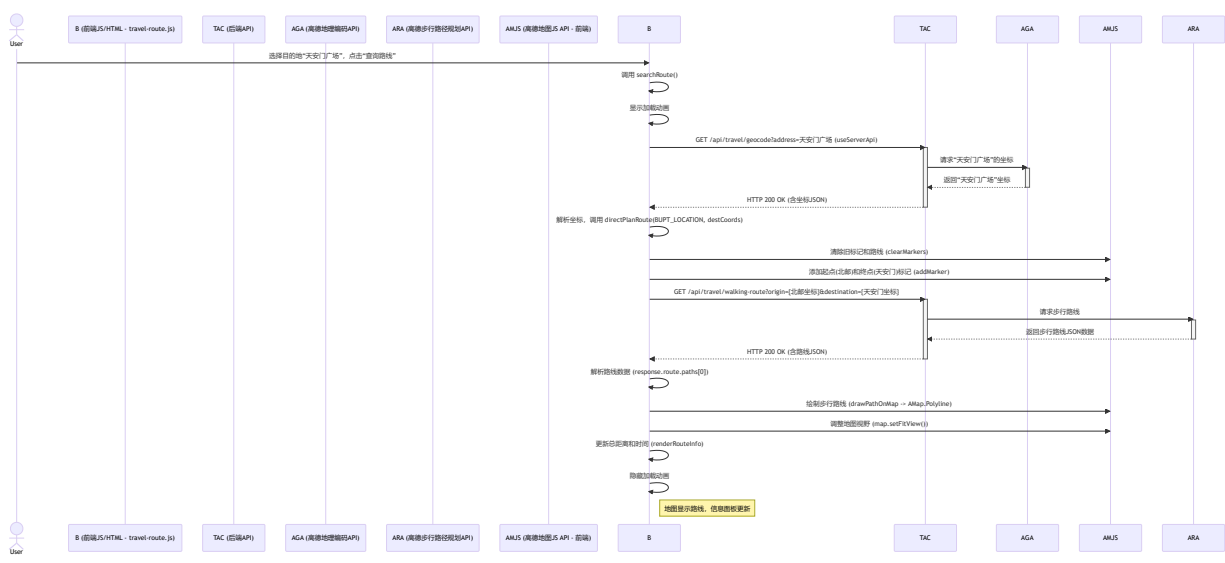 User
B (前端JS/HTML - travel-route.js)
TAC (后端API)
AGA (高德地理编码API)
ARA (高德步行路径规划API)
AMJS (高德地图JS API - 前端)
B
TAC
AGA
AMJS
ARA
选择目的地“天安门广场”，点击“查询路线”
调用 searchRoute()
显示加载动画
GET /api/travel/geocode?address=天安门广场 (useServerApi)
请求“天安门广场”的坐标
返回“天安门广场”坐标
HTTP 200 OK (含坐标JSON)
解析坐标，调用 directPlanRoute(BUPT_LOCATION, destCoords)
清除旧标记和路线 (clearMarkers)
添加起点(北邮)和终点(天安门)标记 (addMarker)
GET /api/travel/walking-route?origin=[北邮坐标]&destination=[天安门坐标]
请求步行路线
返回步行路线JSON数据
HTTP 200 OK (含路线JSON)
解析路线数据 (response.route.paths[0])
绘制步行路线 (drawPathOnMap -> AMap.Polyline)
调整地图视野 (map.setFitView())
更新总距离和时间 (renderRouteInfo)
隐藏加载动画
地图显示路线，信息面板更新
User
B (前端JS/HTML - travel-route.js)
TAC (后端API)
AGA (高德地理编码API)
ARA (高德步行路径规划API)
AMJS (高德地图JS API - 前端)
B
TAC
AGA
AMJS
ARA